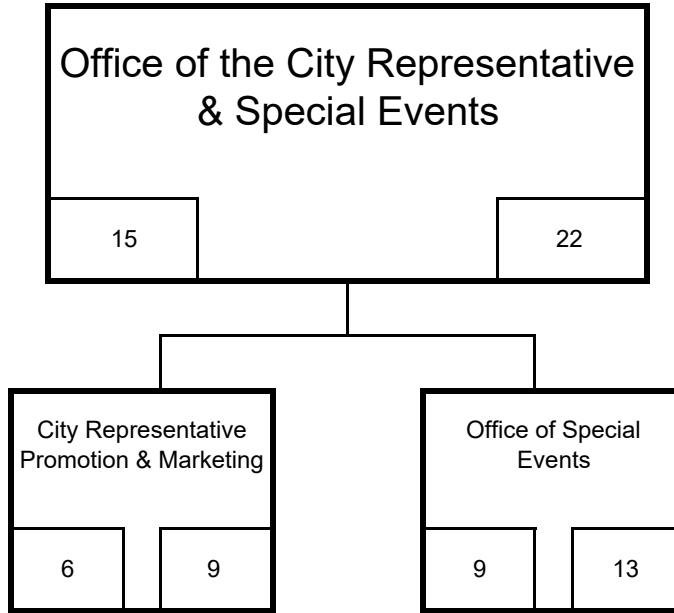 Office of the City Representative
& Special Events
15
22
City Representative
Promotion & Marketing
6
9
Office of Special
Events
9
13